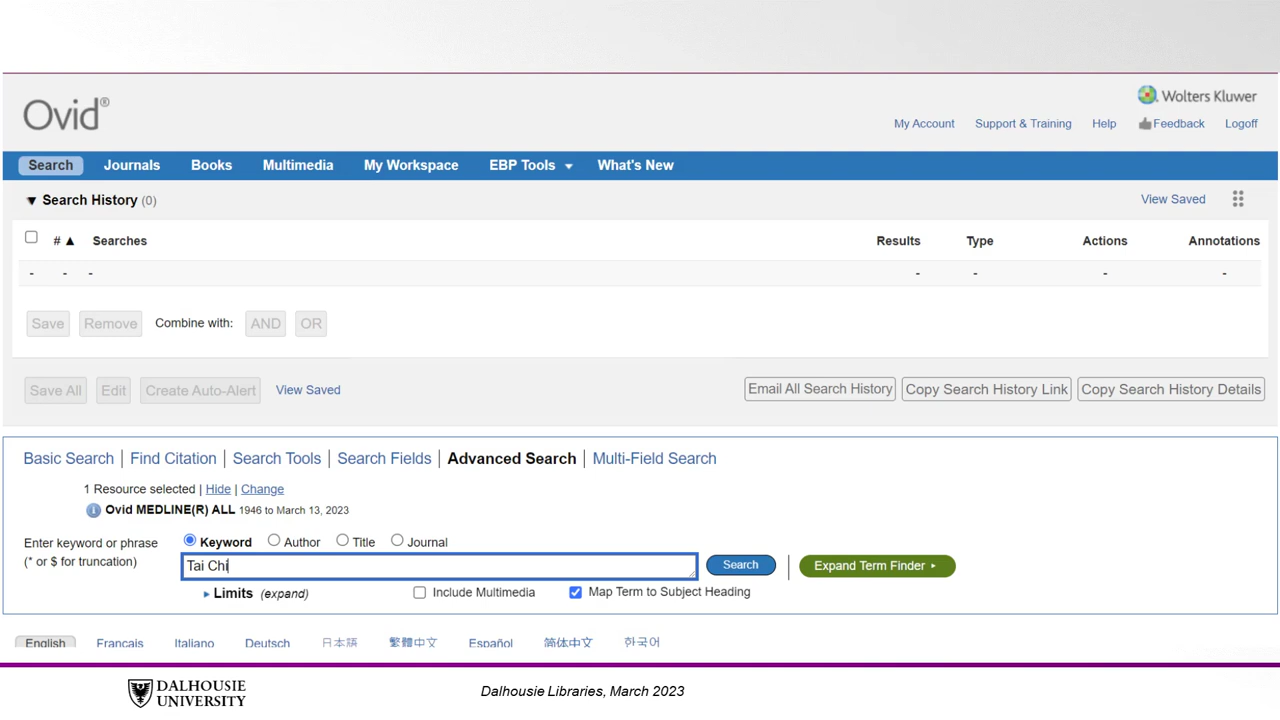 Ovid®
Wolters Kluwer
My Account Support & Training Help Feedback Logoff
Search Journals Books Multimedia My Workspace EBP Tools What's New
▼ Search History (0)
View Saved
# ▲ Searches Results Type Actions Annotations
- - - - - - -
Save Remove Combine with: AND OR
Save All Edit Create Auto-Alert View Saved Email All Search History Copy Search History Link Copy Search History Details
Basic Search | Find Citation | Search Tools | Search Fields | Advanced Search | Multi-Field Search
1 Resource selected | Hide | Change
Ovid MEDLINE(R) ALL 1946 to March 13, 2023
Enter keyword or phrase
(* or $ for truncation)
Keyword Author Title Journal
Tai Chi
Search
Expand Term Finder ▸
▸ Limits (expand) Include Multimedia Map Term to Subject Heading
English Français Italiano Deutsch 日本語 繁體中文 Español 简体中文 한국어
DALHOUSIE
UNIVERSITY
Dalhousie Libraries, March 2023